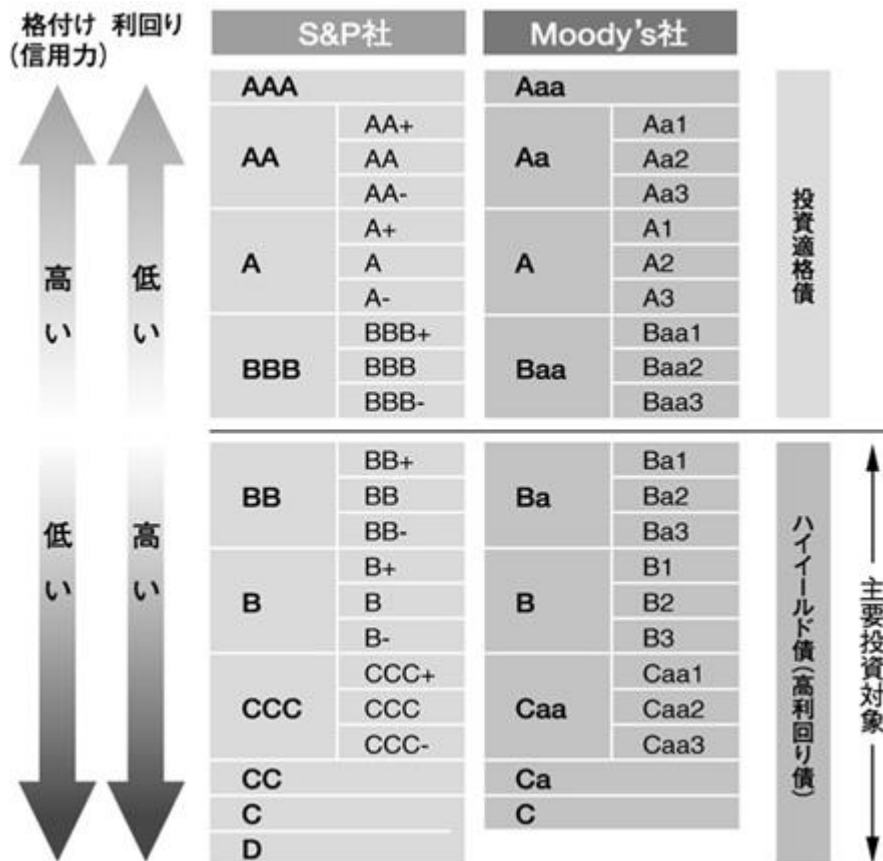 格付け 利回り
(信用力)
S&P社 Moody's社
AAA Aaa
AA+ Aa1
AA AA Aa Aa2
AA- Aa3
A+ A1
A A A A2
A- A3
BBB+ Baa1
BBB BBB Baa Baa2
BBB- Baa3
高い 低い
投資適格債
BB+ Ba1
BB BB Ba Ba2
BB- Ba3
B+ B1
B B B B2
B- B3
CCC+ Caa1
CCC CCC Caa Caa2
CCC- Caa3
CC Ca
C C
D
低い 高い
ハイイールド債(高利回り債)
主要投資対象